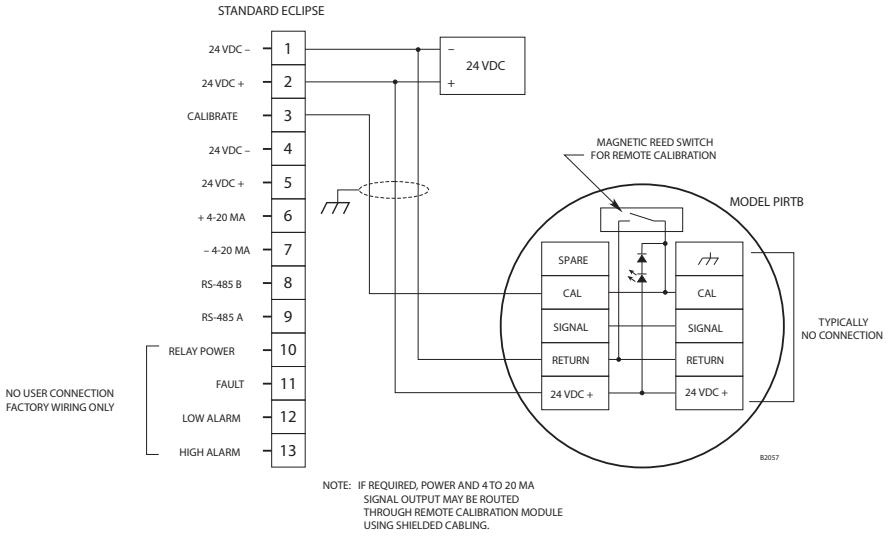 STANDARD ECLIPSE
24 VDC –
1
24 VDC +
2
CALIBRATE
3
24 VDC –
4
24 VDC +
5
+ 4-20 MA
6
– 4-20 MA
7
RS-485 B
8
RS-485 A
9
RELAY POWER
10
FAULT
11
LOW ALARM
12
HIGH ALARM
13
NO USER CONNECTION
FACTORY WIRING ONLY
–
24 VDC
+
MAGNETIC REED SWITCH
FOR REMOTE CALIBRATION
MODEL PIRTB
SPARE
CAL
CAL
SIGNAL
SIGNAL
RETURN
RETURN
24 VDC +
24 VDC +
TYPICALLY
NO CONNECTION
B2057
NOTE: IF REQUIRED, POWER AND 4 TO 20 MA
SIGNAL OUTPUT MAY BE ROUTED
THROUGH REMOTE CALIBRATION MODULE
USING SHIELDED CABLING.